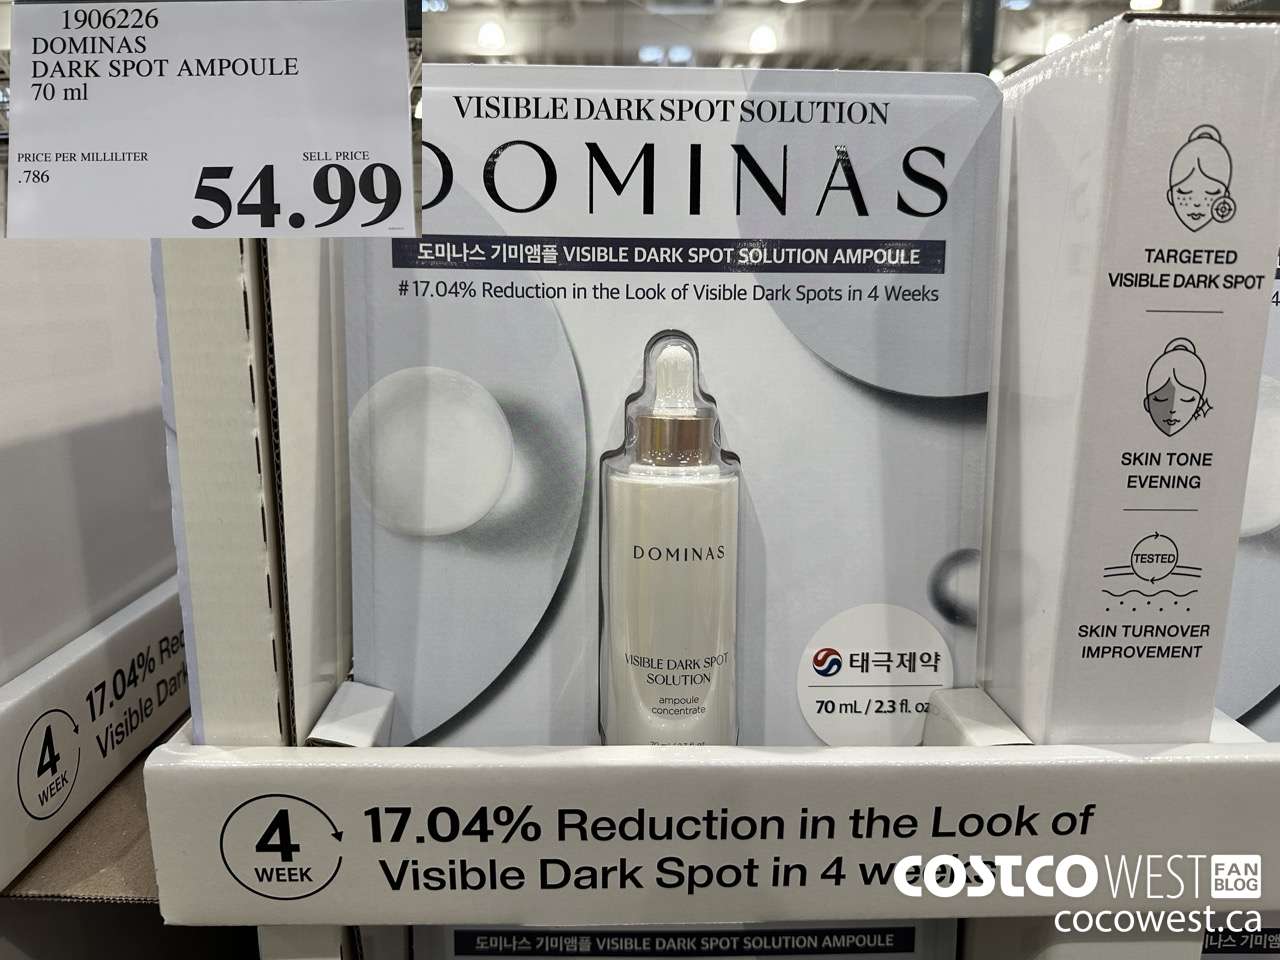 1906226
DOMINAS
DARK SPOT AMPOULE
70 ml
PRICE PER MILLILITER
.786
SELL PRICE
54.99
VISIBLE DARK SPOT SOLUTION
DOMINAS
도미나스 기미앰플 VISIBLE DARK SPOT SOLUTION AMPOULE
#17.04% Reduction in the Look of Visible Dark Spots in 4 Weeks
DOMINAS
VISIBLE DARK SPOT
SOLUTION
ampoule
concentrate
태극제약
70 mL / 2.3 fl. oz
TARGETED
VISIBLE DARK SPOT
SKIN TONE
EVENING
TESTED
SKIN TURNOVER
IMPROVEMENT
4
WEEK
17.04% Red
Visible Dark
4
WEEK
17.04% Reduction in the Look of
Visible Dark Spot in 4 weeks
COSTCO WEST FAN
BLOG
cocowest.ca
도미나스 기미앰플 VISIBLE DARK SPOT SOLUTION AMPOULE